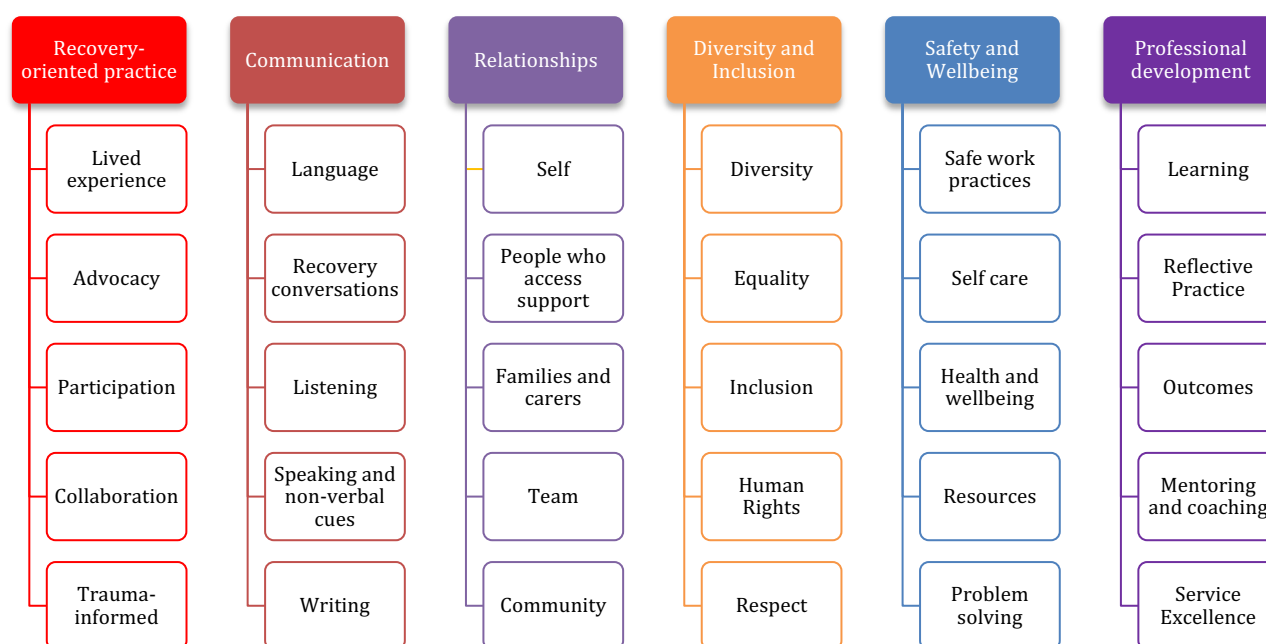 Recovery-
oriented practice
Lived
experience
Advocacy
Participation
Collaboration
Trauma-
informed
Communication
Language
Recovery
conversations
Listening
Speaking and
non-verbal
cues
Writing
Relationships
Self
People who
access
support
Families and
carers
Team
Community
Diversity and
Inclusion
Diversity
Equality
Inclusion
Human
Rights
Respect
Safety and
Wellbeing
Safe work
practices
Self care
Health and
wellbeing
Resources
Problem
solving
Professional
development
Learning
Reflective
Practice
Outcomes
Mentoring
and coaching
Service
Excellence